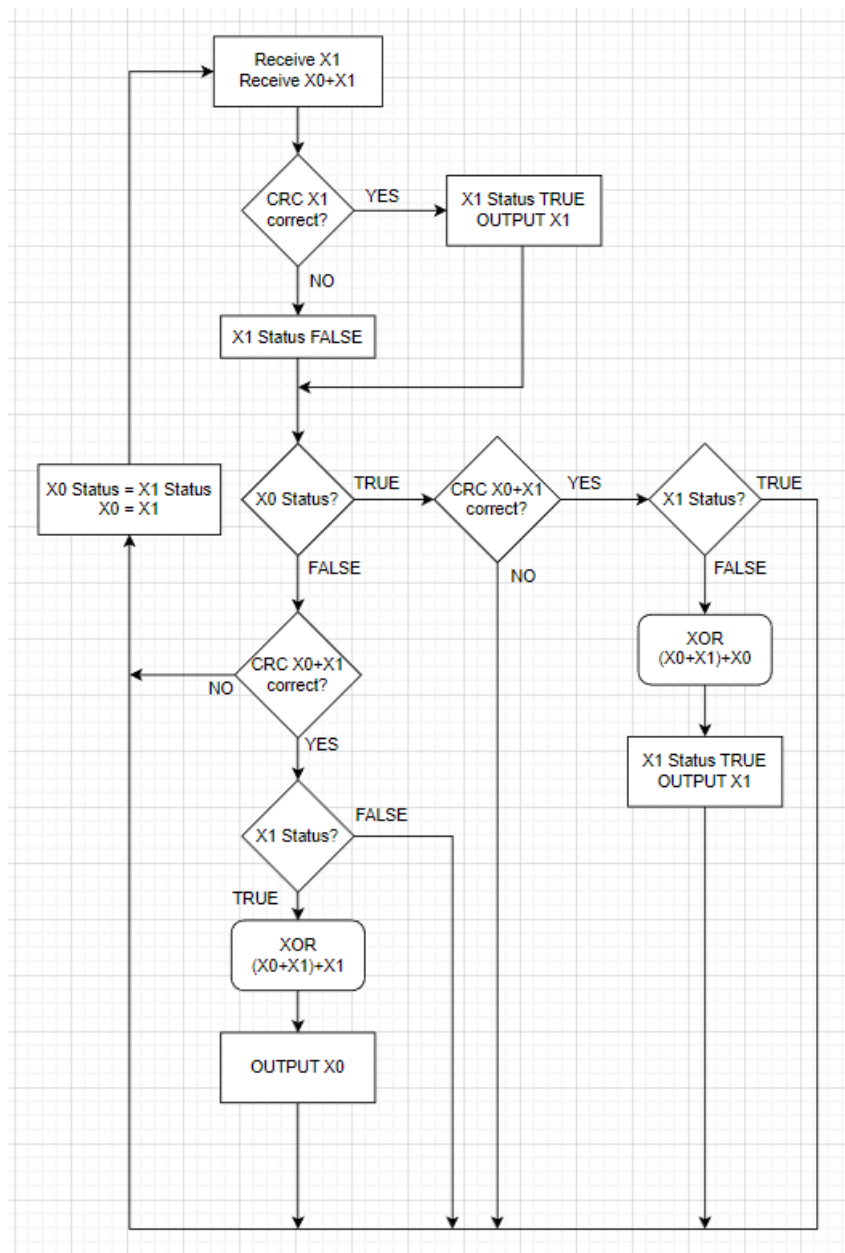 Receive X1
Receive X0+X1
CRC X1
correct?
YES
X1 Status TRUE
OUTPUT X1
NO
X1 Status FALSE
X0 Status = X1 Status
X0 = X1
X0 Status?
TRUE
CRC X0+X1
correct?
YES
X1 Status?
TRUE
FALSE
NO
FALSE
XOR
(X0+X1)+X0
CRC X0+X1
correct?
NO
YES
X1 Status TRUE
OUTPUT X1
X1 Status?
FALSE
TRUE
XOR
(X0+X1)+X1
OUTPUT X0